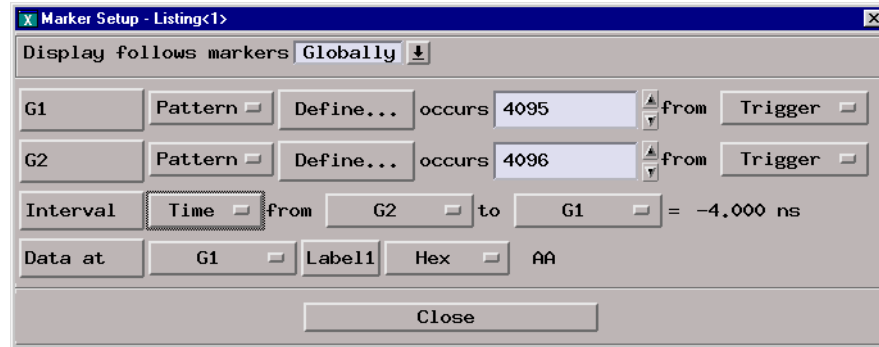 X Marker Setup - Listing<1>
Display follows markers Globally
G1 Pattern Define... occurs 4095 from Trigger
G2 Pattern Define... occurs 4096 from Trigger
Interval Time from G2 to G1 = -4.000 ns
Data at G1 Label1 Hex AA
Close